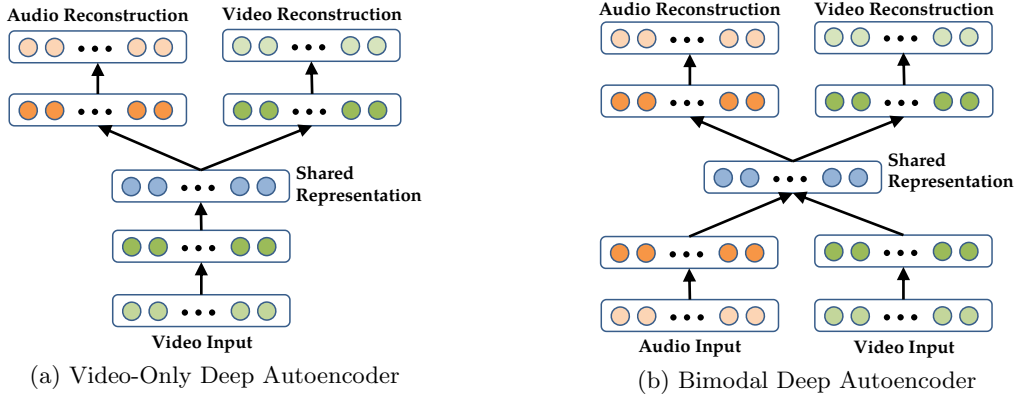 Audio Reconstruction
Video Reconstruction
Shared
Representation
Video Input
(a) Video-Only Deep Autoencoder
Audio Reconstruction
Video Reconstruction
Shared
Representation
Audio Input
Video Input
(b) Bimodal Deep Autoencoder